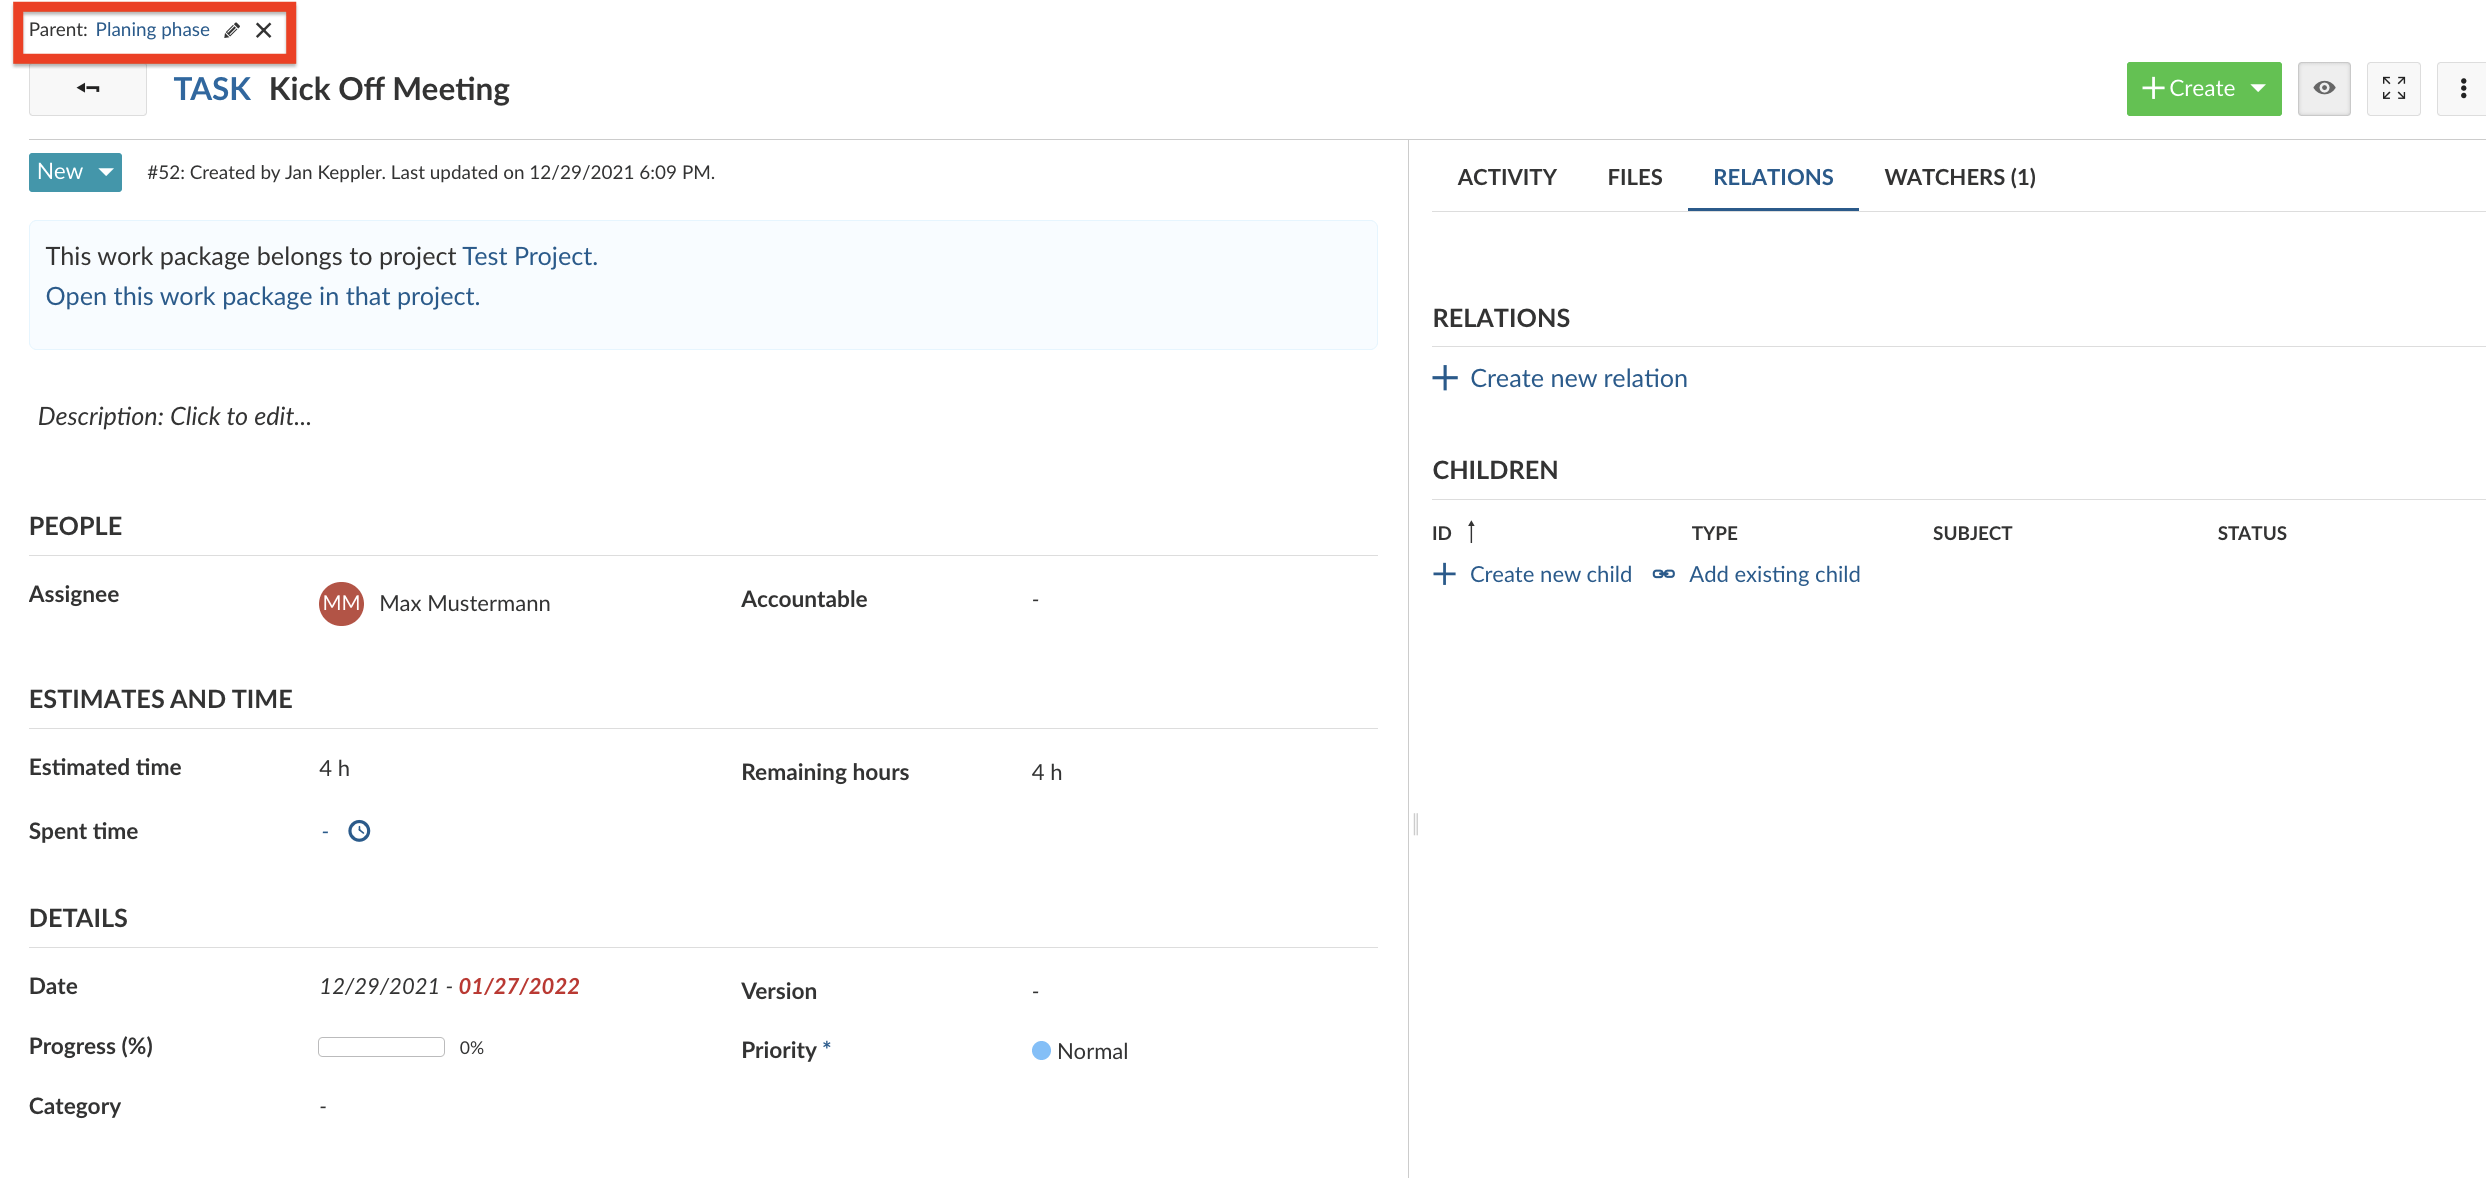 Parent: Planing phase
TASK Kick Off Meeting
Create
New
#52: Created by Jan Keppler. Last updated on 12/29/2021 6:09 PM.
ACTIVITY FILES RELATIONS WATCHERS (1)
This work package belongs to project Test Project.
Open this work package in that project.
Description: Click to edit...
PEOPLE
Assignee MM Max Mustermann Accountable -
ESTIMATES AND TIME
Estimated time 4 h Remaining hours 4 h
Spent time -
DETAILS
Date 12/29/2021 - 01/27/2022 Version -
Progress (%) 0% Priority * Normal
Category -
RELATIONS
Create new relation
CHILDREN
ID TYPE SUBJECT STATUS
Create new child Add existing child